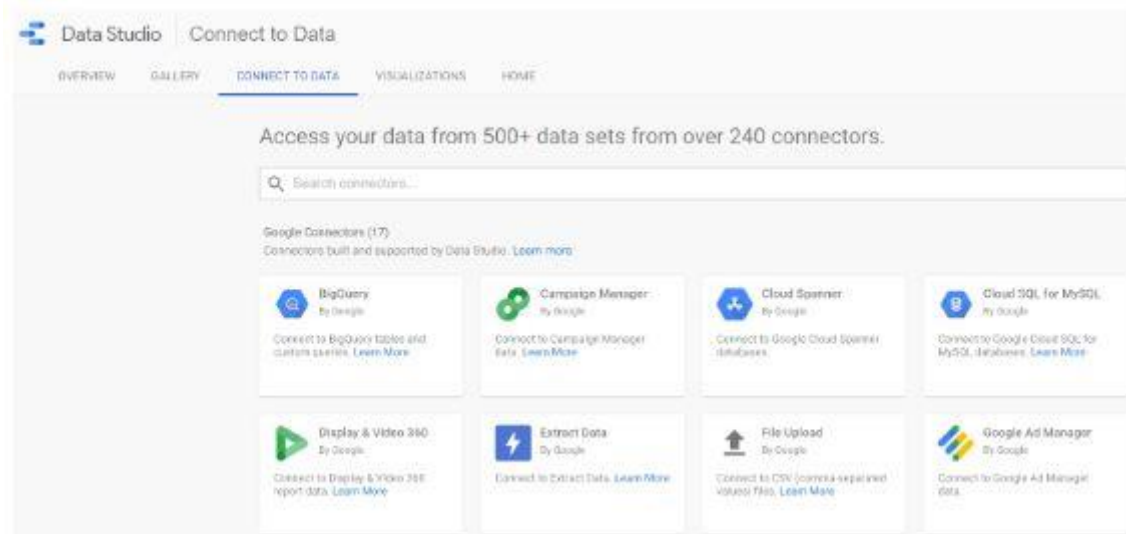 Data Studio Connect to Data
OVERVIEW GALLERY CONNECT TO DATA VISUALIZATIONS HOME
Access your data from 500+ data sets from over 240 connectors.
Search connectors...
Google Connectors (17)
Connectors built and supported by Data Studio. Learn more
BigQuery
By Google
Connect to BigQuery tables and
custom queries. Learn More
Campaign Manager
By Google
Connect to Campaign Manager
data. Learn More
Cloud Spanner
By Google
Connect to Google Cloud Spanner
databases.
Cloud SQL for MySQL
By Google
Connect to Google Cloud SQL for
MySQL databases. Learn More
Display & Video 360
By Google
Connect to Display & Video 360
report data. Learn More
Extract Data
By Google
Connect to Extract Data. Learn More
File Upload
By Google
Connect to CSV (comma-separated
values) files. Learn More
Google Ad Manager
By Google
Connect to Google Ad Manager
data.